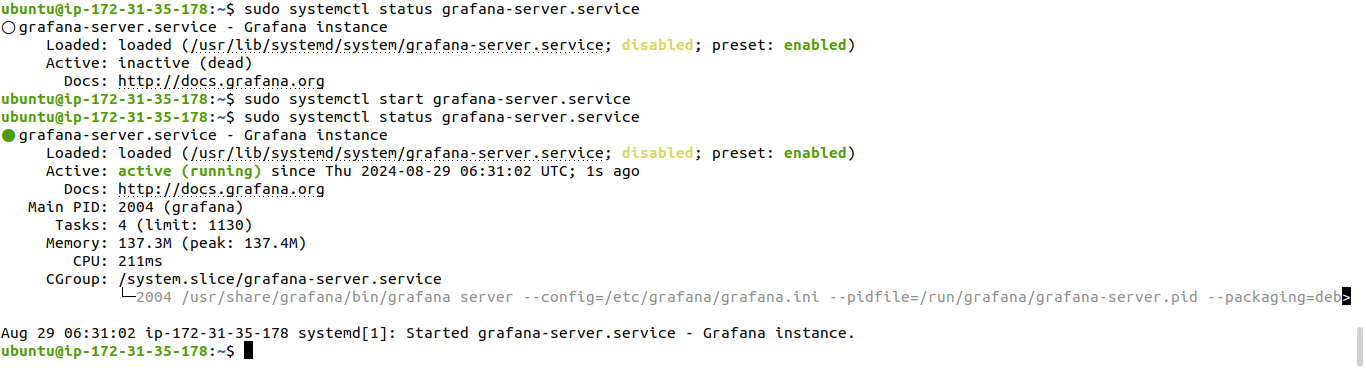 ubuntu@ip-172-31-35-178:~$ sudo systemctl status grafana-server.service
○ grafana-server.service - Grafana instance
     Loaded: loaded (/usr/lib/systemd/system/grafana-server.service; disabled; preset: enabled)
     Active: inactive (dead)
       Docs: http://docs.grafana.org
ubuntu@ip-172-31-35-178:~$ sudo systemctl start grafana-server.service
ubuntu@ip-172-31-35-178:~$ sudo systemctl status grafana-server.service
● grafana-server.service - Grafana instance
     Loaded: loaded (/usr/lib/systemd/system/grafana-server.service; disabled; preset: enabled)
     Active: active (running) since Thu 2024-08-29 06:31:02 UTC; 1s ago
       Docs: http://docs.grafana.org
   Main PID: 2004 (grafana)
      Tasks: 4 (limit: 1130)
     Memory: 137.3M (peak: 137.4M)
        CPU: 211ms
     CGroup: /system.slice/grafana-server.service
             └─2004 /usr/share/grafana/bin/grafana server --config=/etc/grafana/grafana.ini --pidfile=/run/grafana/grafana-server.pid --packaging=deb>
Aug 29 06:31:02 ip-172-31-35-178 systemd[1]: Started grafana-server.service - Grafana instance.
ubuntu@ip-172-31-35-178:~$